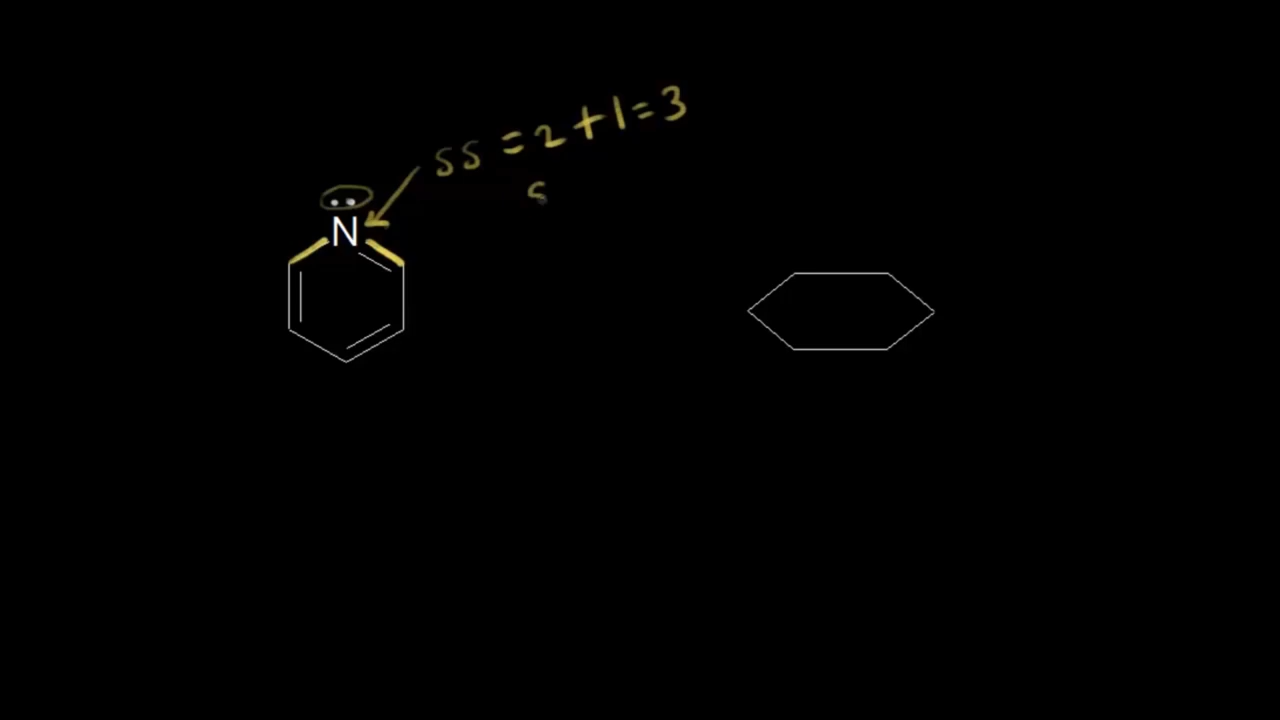 SS = 2 + 1 = 3
S
N